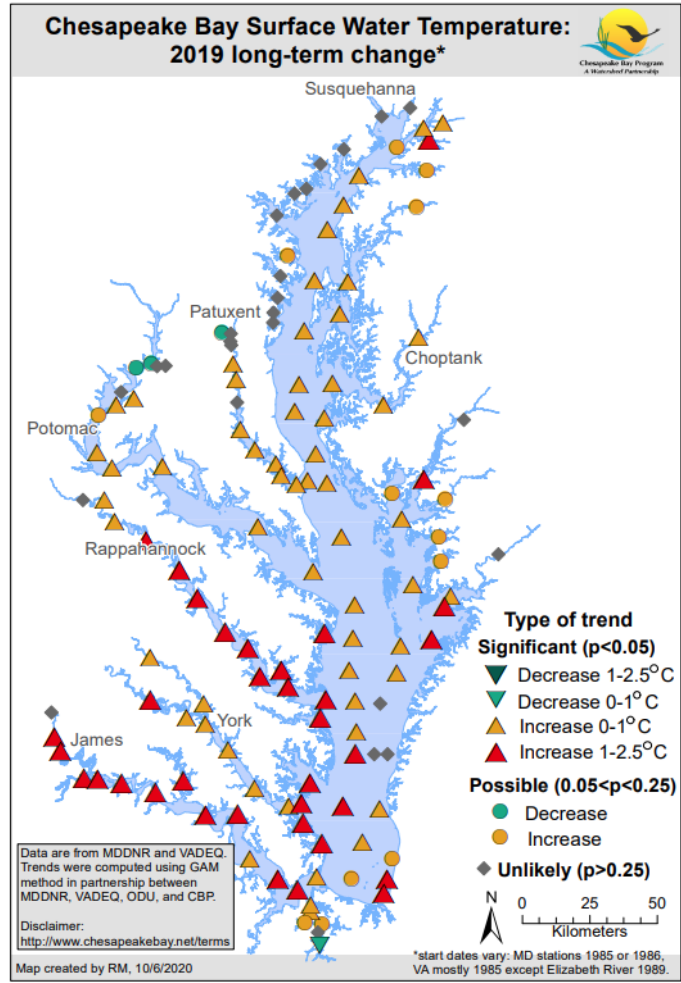 Chesapeake Bay Surface Water Temperature:
2019 long-term change*
Chesapeake Bay Program
A Watershed Partnership
Susquehanna
Patuxent
Choptank
Potomac
Rappahannock
York
James
Type of trend
Significant (p<0.05)
Decrease 1-2.5°C
Decrease 0-1°C
Increase 0-1°C
Increase 1-2.5°C
Possible (0.05<p<0.25)
Decrease
Increase
Unlikely (p>0.25)
N
0 25 50
Kilometers
Data are from MDDNR and VADEQ.
Trends were computed using GAM
method in partnership between
MDDNR, VADEQ, ODU, and CBP.
Disclaimer:
http://www.chesapeakebay.net/terms
Map created by RM, 10/6/2020
*start dates vary: MD stations 1985 or 1986,
VA mostly 1985 except Elizabeth River 1989.